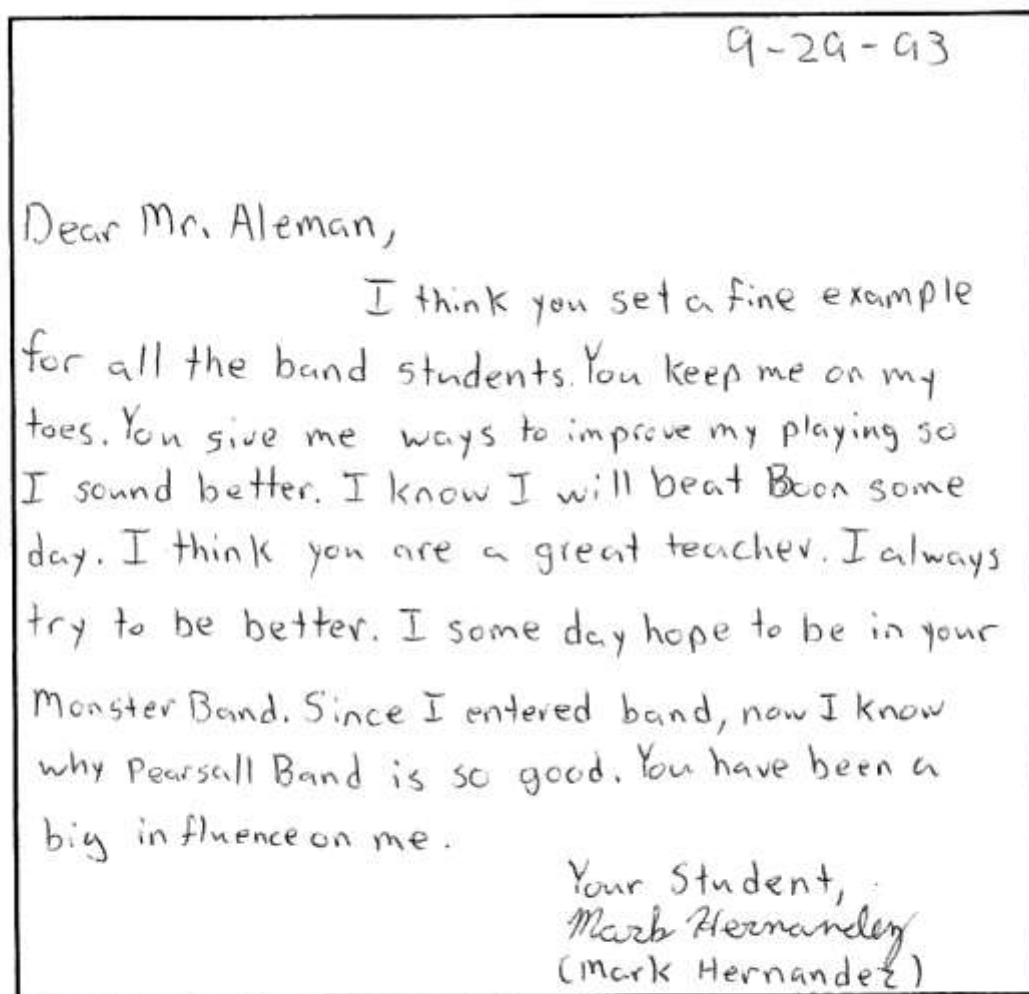 9-29-93
Dear Mr. Aleman,
I think you set a fine example
for all the band students. You keep me on my
toes. You give me ways to improve my playing so
I sound better. I know I will beat Boon some
day. I think you are a great teacher. I always
try to be better. I some day hope to be in your
Monster Band. Since I entered band, now I know
why Pearsall Band is so good. You have been a
big influence on me.
Your Student,
Mark Hernandez
(Mark Hernandez)